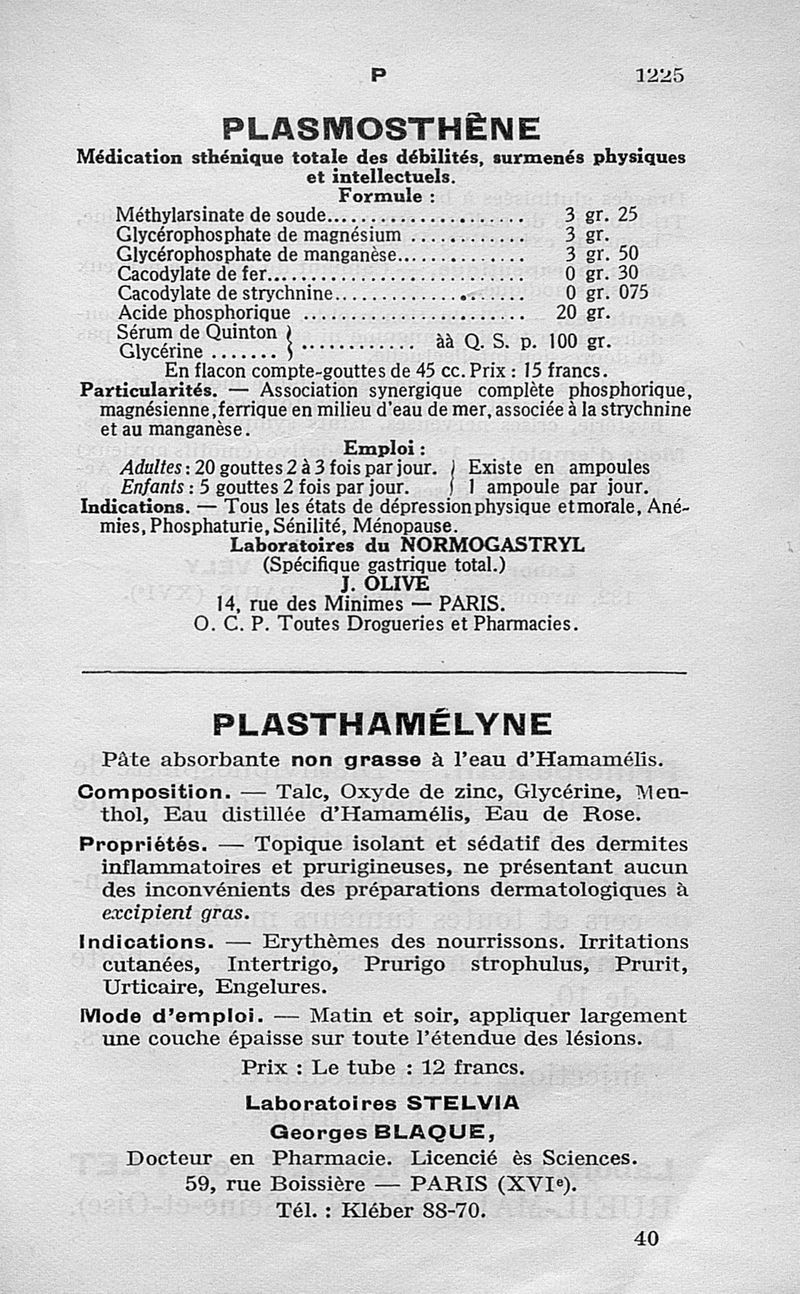 P 1225
PLASMOSTHÈNE
Médication sthénique totale des débilités, surmenés physiques
et intellectuels.
Formule :
Méthylarsinate de soude.................... 3 gr. 25
Glycérophosphate de magnésium ............ 3 gr.
Glycérophosphate de manganèse............. 3 gr. 50
Cacodylate de fer.......................... 0 gr. 30
Cacodylate de strychnine................... 0 gr. 075
Acide phosphorique ....................... 20 gr.
Sérum de Quinton } ............ àà Q. S. p. 100 gr.
Glycérine ....... }
En flacon compte-gouttes de 45 cc. Prix : 15 francs.
Particularités. — Association synergique complète phosphorique,
magnésienne, ferrique en milieu d'eau de mer, associée à la strychnine
et au manganèse.
Emploi :
Adultes : 20 gouttes 2 à 3 fois par jour. } Existe en ampoules
Enfants : 5 gouttes 2 fois par jour. } 1 ampoule par jour.
Indications. — Tous les états de dépression physique et morale, Ané-
mies, Phosphaturie, Sénilité, Ménopause.
Laboratoires du NORMOGASTRYL
(Spécifique gastrique total.)
J. OLIVE
14, rue des Minimes — PARIS.
O. C. P. Toutes Drogueries et Pharmacies.
PLASTHAMÉLYNE
Pâte absorbante non grasse à l'eau d'Hamamélis.
Composition. — Talc, Oxyde de zinc, Glycérine, Men-
thol, Eau distillée d'Hamamélis, Eau de Rose.
Propriétés. — Topique isolant et sédatif des dermites
inflammatoires et prurigineuses, ne présentant aucun
des inconvénients des préparations dermatologiques à
excipient gras.
Indications. — Erythèmes des nourrissons. Irritations
cutanées, Intertrigo, Prurigo strophulus, Prurit,
Urticaire, Engelures.
Mode d'emploi. — Matin et soir, appliquer largement
une couche épaisse sur toute l'étendue des lésions.
Prix : Le tube : 12 francs.
Laboratoires STELVIA
Georges BLAQUE,
Docteur en Pharmacie. Licencié ès Sciences.
59, rue Boissière — PARIS (XVIe).
Tél. : Kléber 88-70.
40